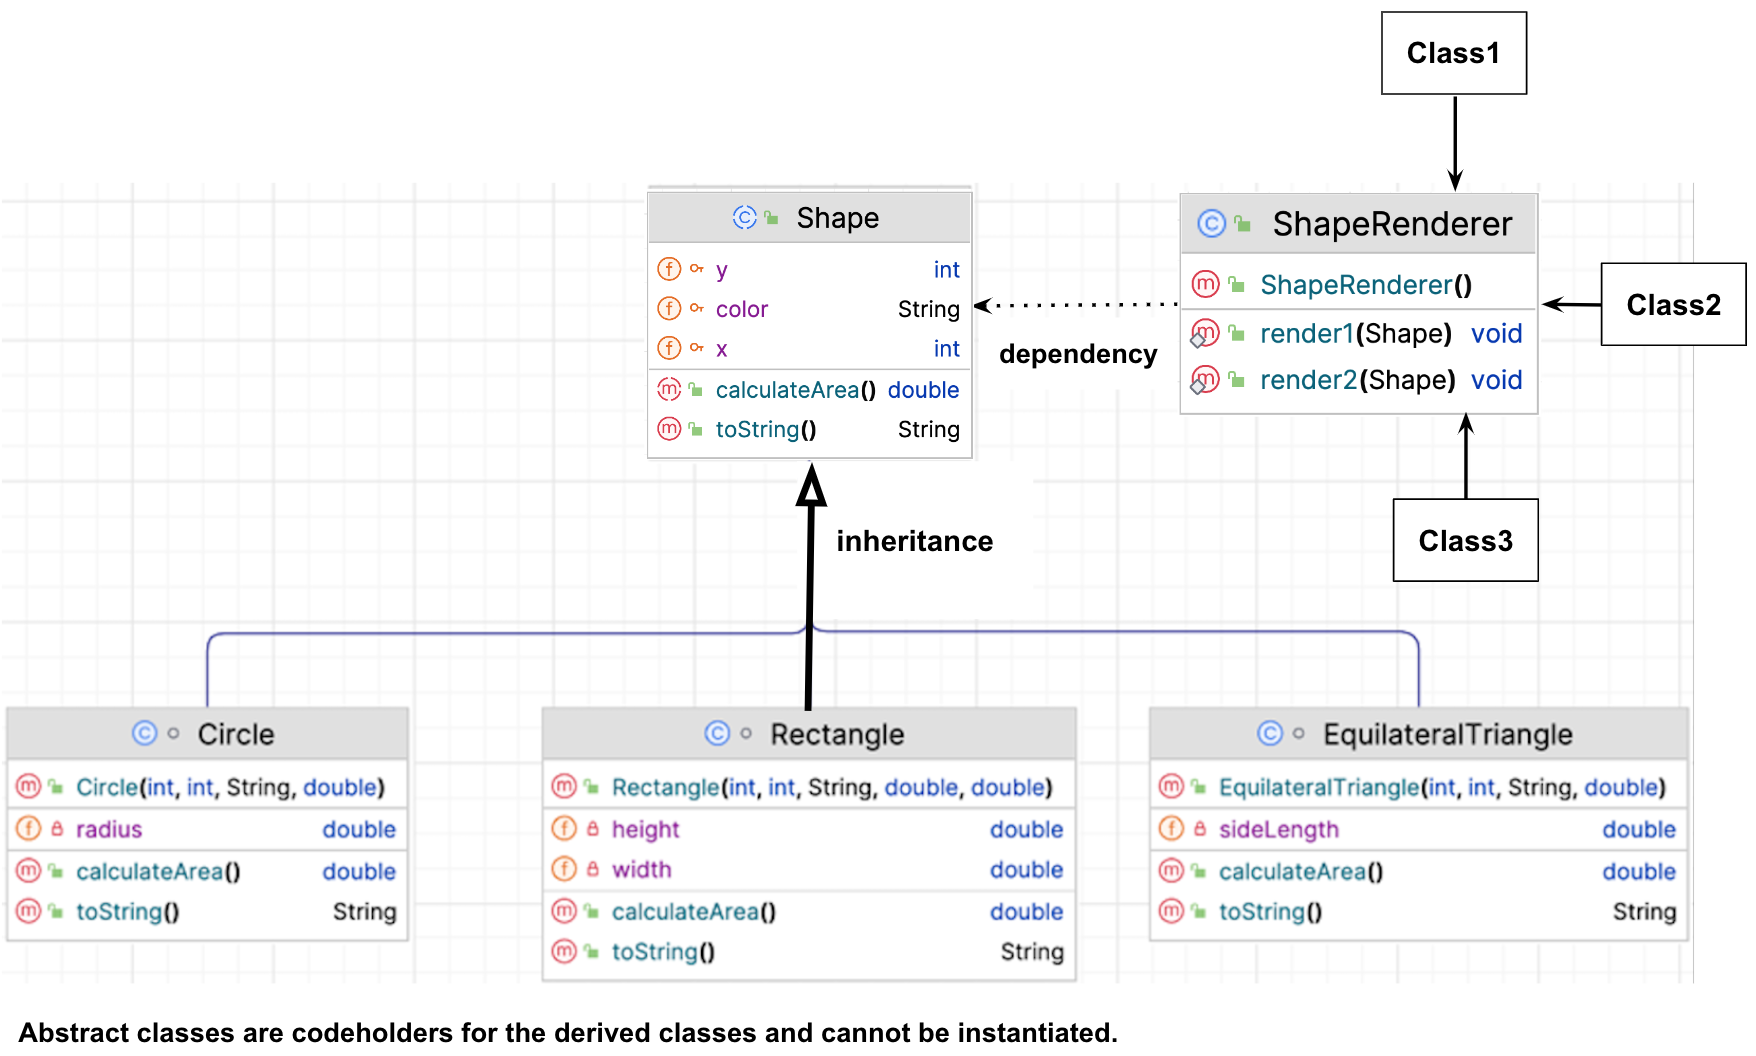 Class1
Shape
y int
color String
x int
calculateArea() double
toString() String
dependency
ShapeRenderer
ShapeRenderer()
render1(Shape) void
render2(Shape) void
Class2
Class3
inheritance
Circle
Circle(int, int, String, double)
radius double
calculateArea() double
toString() String
Rectangle
Rectangle(int, int, String, double, double)
height double
width double
calculateArea() double
toString() String
EquilateralTriangle
EquilateralTriangle(int, int, String, double)
sideLength double
calculateArea() double
toString() String
Abstract classes are codeholders for the derived classes and cannot be instantiated.